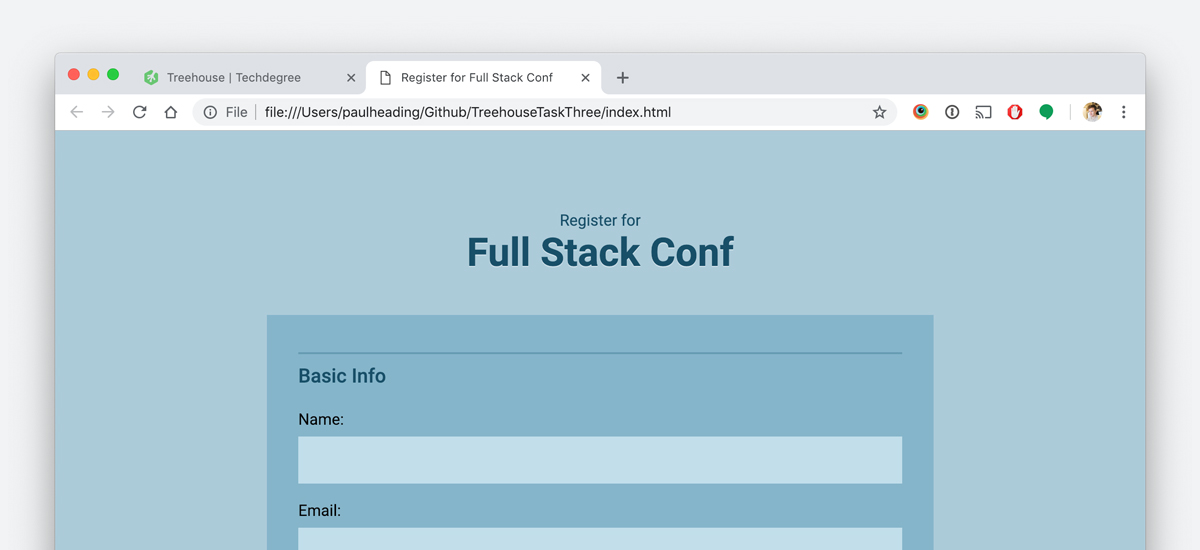 Treehouse | Techdegree
Register for Full Stack Conf
File
file:///Users/paulheading/Github/TreehouseTaskThree/index.html
Register for
Full Stack Conf
Basic Info
Name:
Email: